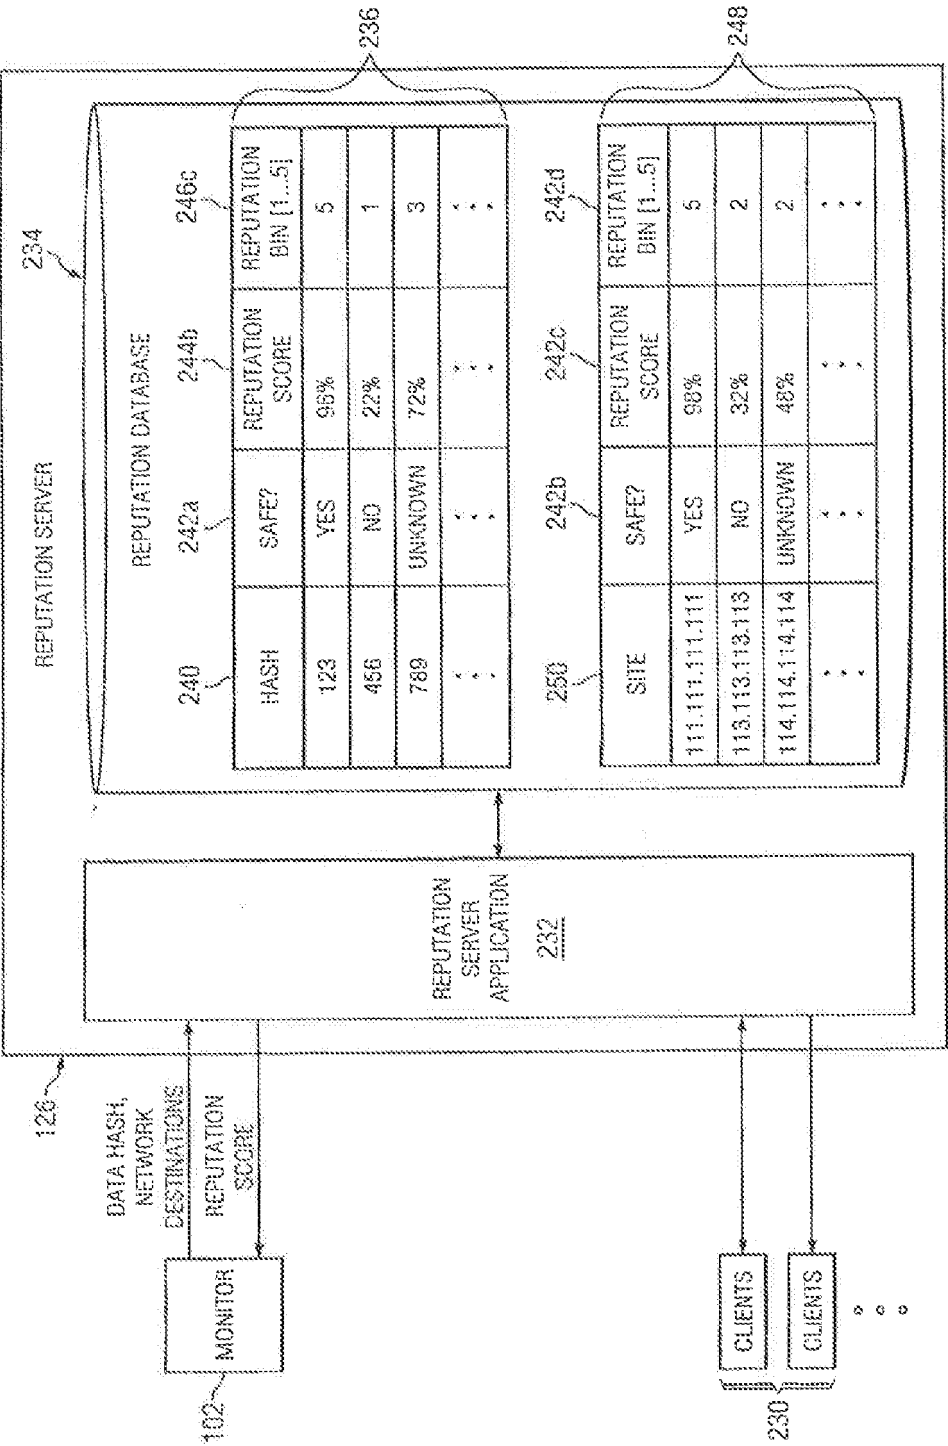 REPUTATION SERVER
234
REPUTATION DATABASE
240
242a
244b
246c
236
HASH SAFE? REPUTATION SCORE REPUTATION BIN [1...5]
123 YES 96% 5
456 NO 22% 1
789 UNKNOWN 72% 3
250
242b
242c
242d
248
SITE SAFE? REPUTATION SCORE REPUTATION BIN [1...5]
111.111.111.111 YES 98% 5
113.113.113.113 NO 32% 2
114.114.114.114 UNKNOWN 48% 2
REPUTATION
SERVER
APPLICATION
232
126
DATA HASH,
NETWORK
DESTINATIONS
REPUTATION
SCORE
MONITOR
102
CLIENTS
CLIENTS
230